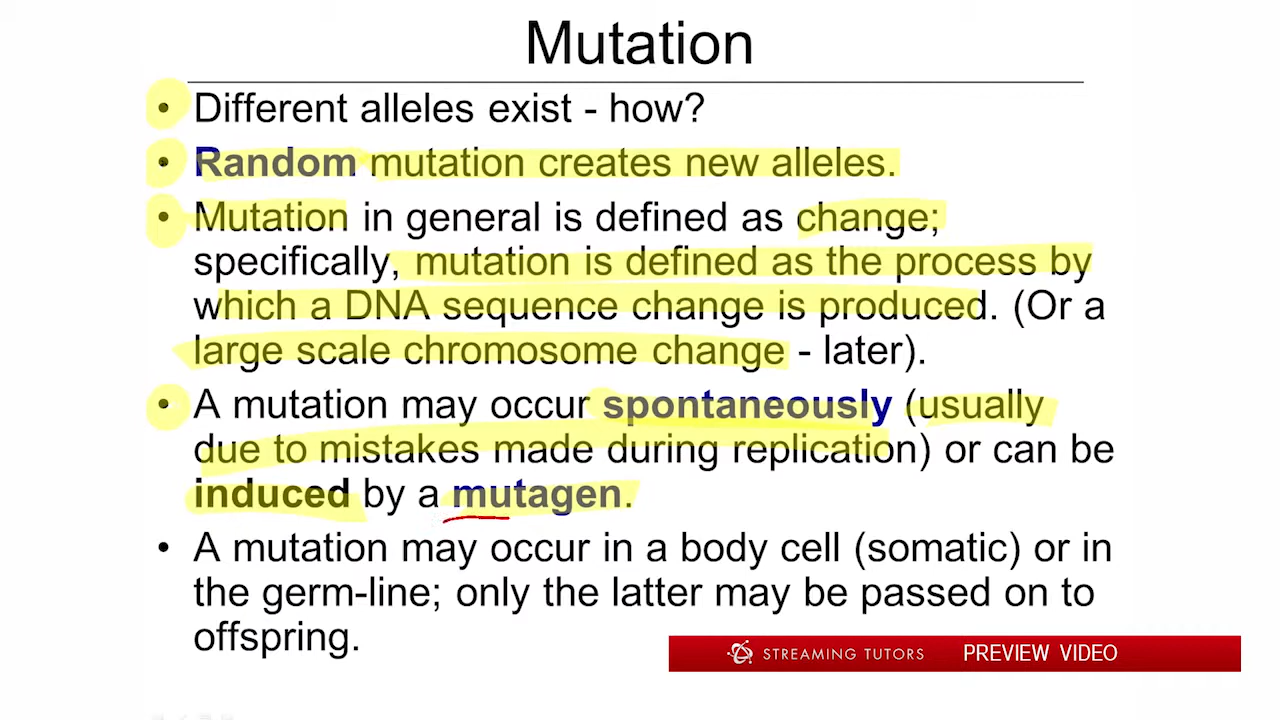 Mutation
• Different alleles exist - how?
• Random mutation creates new alleles.
• Mutation in general is defined as change;
specifically, mutation is defined as the process by
which a DNA sequence change is produced. (Or a
large scale chromosome change - later).
• A mutation may occur spontaneously (usually
due to mistakes made during replication) or can be
induced by a mutagen.
• A mutation may occur in a body cell (somatic) or in
the germ-line; only the latter may be passed on to
offspring.
STREAMING TUTORS PREVIEW VIDEO